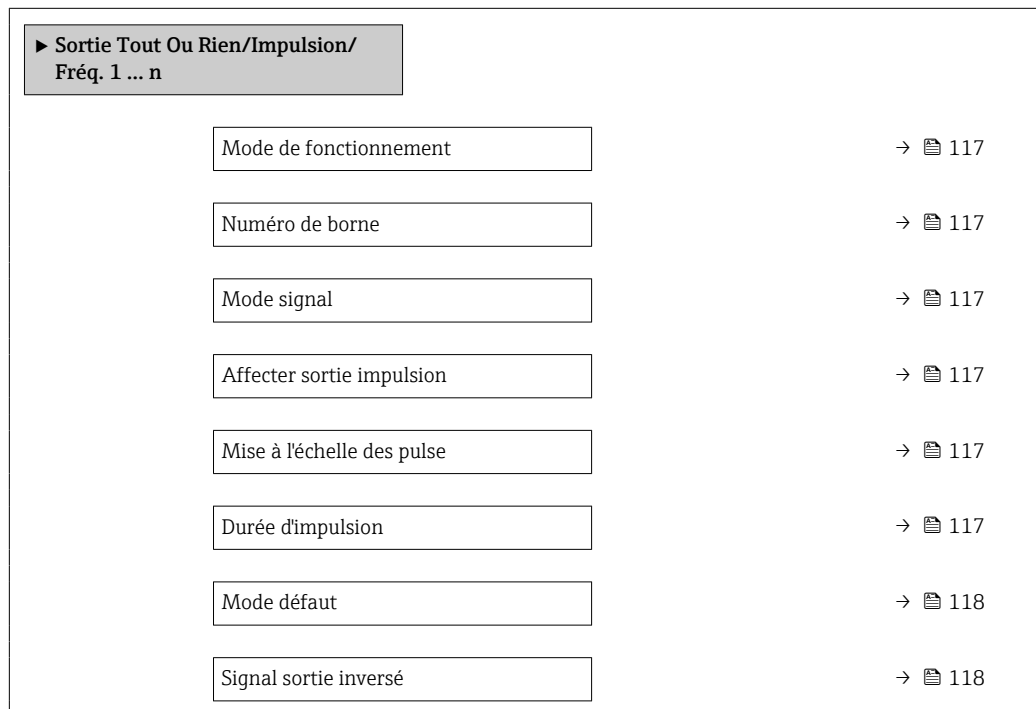 ▶ Sortie Tout Ou Rien/Impulsion/
Fréq. 1 … n
Mode de fonctionnement → 117
Numéro de borne → 117
Mode signal → 117
Affecter sortie impulsion → 117
Mise à l'échelle des pulse → 117
Durée d'impulsion → 117
Mode défaut → 118
Signal sortie inversé → 118